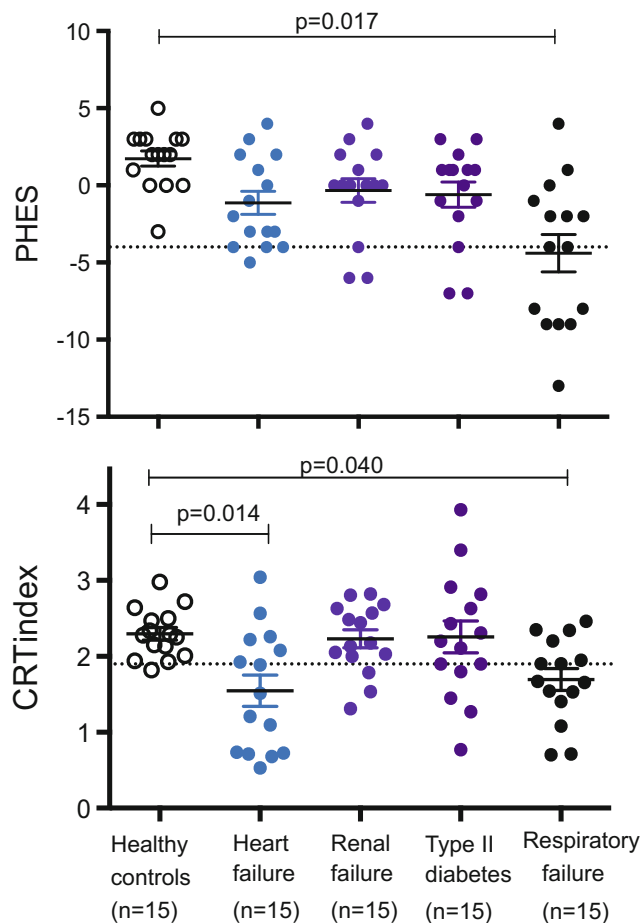 p=0.017
10
5
0
-5
-10
-15
PHES
p=0.040
p=0.014
4
3
2
1
0
CRTindex
Healthy controls (n=15)
Heart failure (n=15)
Renal failure (n=15)
Type II diabetes (n=15)
Respiratory failure (n=15)